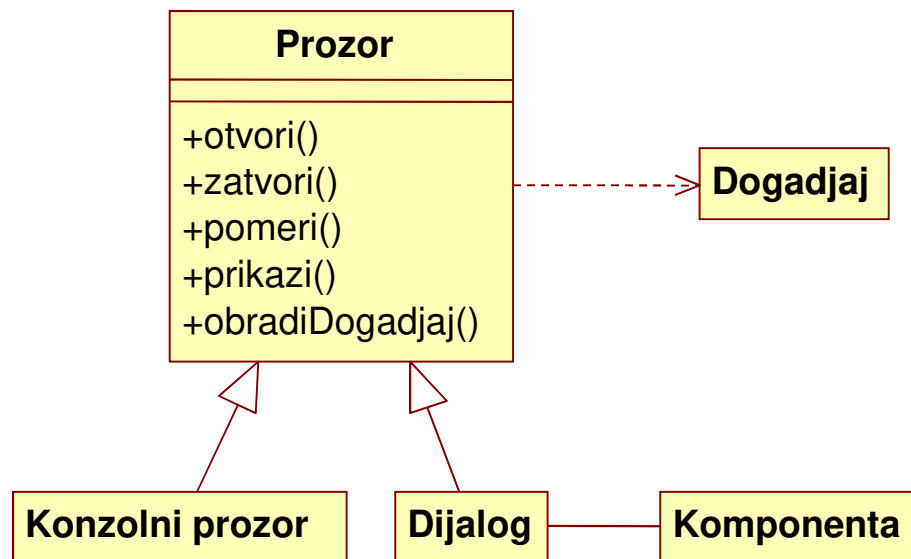 Prozor
+otvori()
+zatvori()
+pomeri()
+prikazi()
+obradiDogadjaj()
Dogadjaj
Konzolni prozor
Dijalog
Komponenta